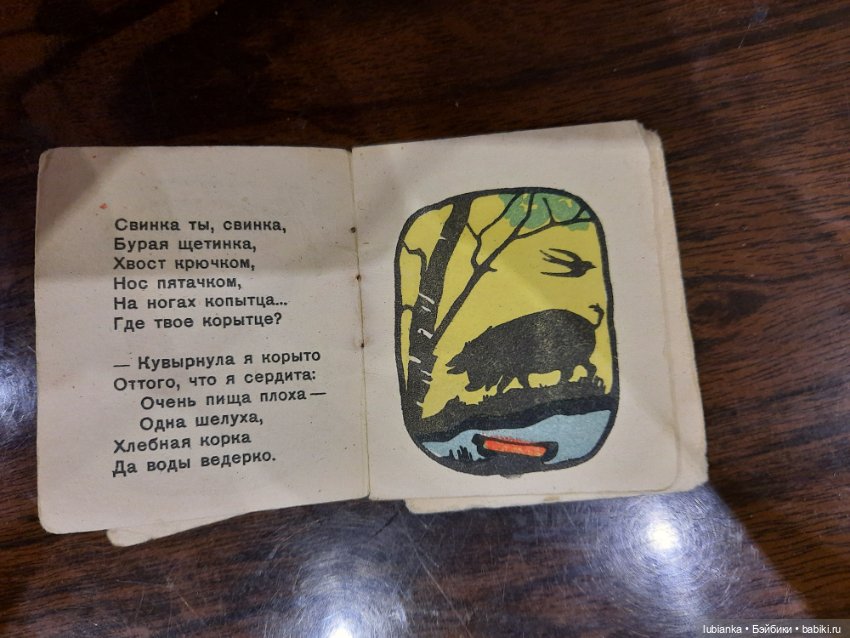 Свинка ты, свинка,
Бурая щетинка,
Хвост крючком,
Нос пятачком,
На ногах копытца...
Где твое корытце?
— Кувырнула я корыто
Оттого, что я сердита:
Очень пища плоха —
Одна шелуха,
Хлебная корка
Да воды ведерко.
lubianka • Бэйбики • babiki.ru